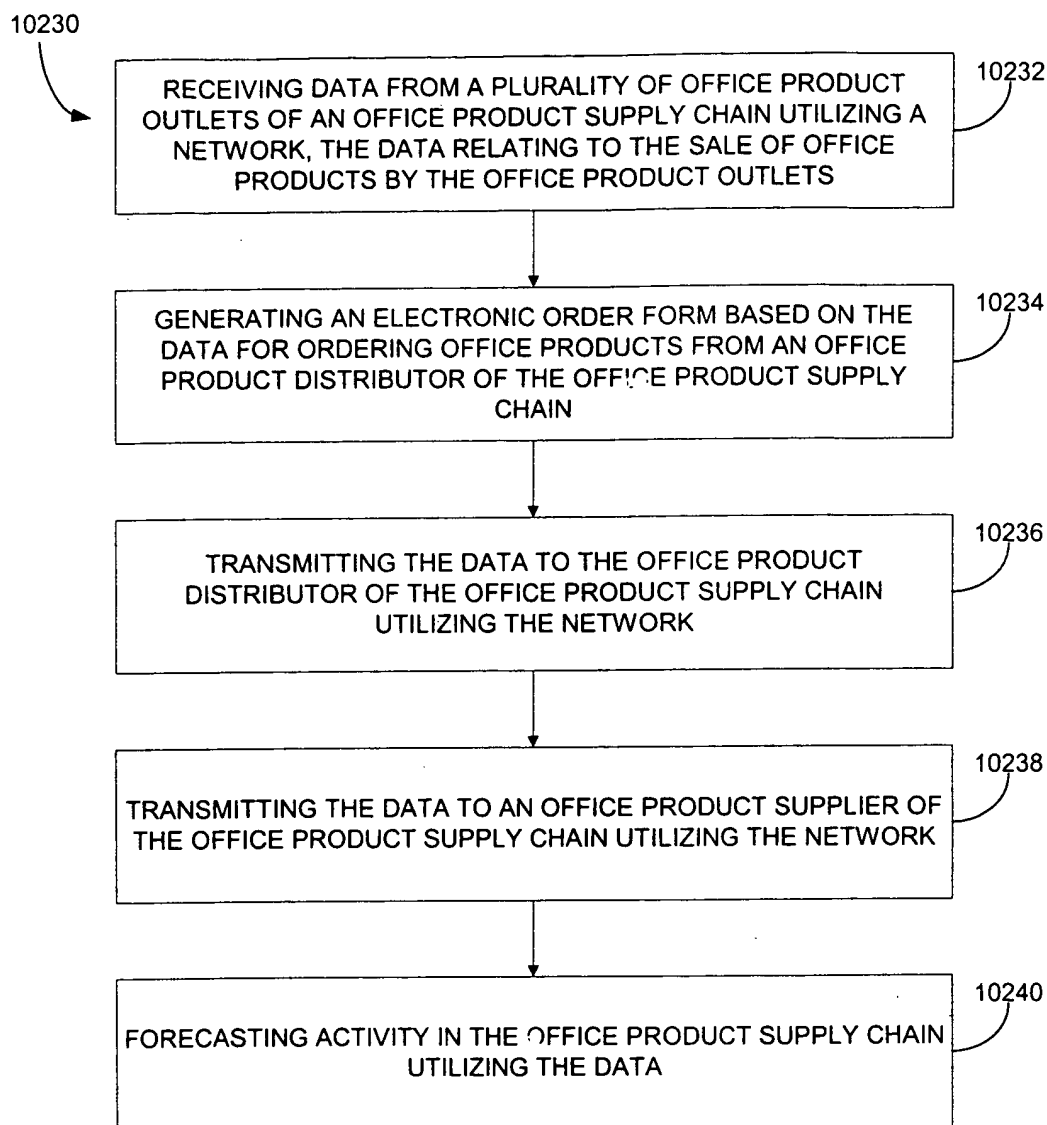 10230
10232
RECEIVING DATA FROM A PLURALITY OF OFFICE PRODUCT
OUTLETS OF AN OFFICE PRODUCT SUPPLY CHAIN UTILIZING A
NETWORK, THE DATA RELATING TO THE SALE OF OFFICE
PRODUCTS BY THE OFFICE PRODUCT OUTLETS
10234
GENERATING AN ELECTRONIC ORDER FORM BASED ON THE
DATA FOR ORDERING OFFICE PRODUCTS FROM AN OFFICE
PRODUCT DISTRIBUTOR OF THE OFFICE PRODUCT SUPPLY
CHAIN
10236
TRANSMITTING THE DATA TO THE OFFICE PRODUCT
DISTRIBUTOR OF THE OFFICE PRODUCT SUPPLY CHAIN
UTILIZING THE NETWORK
10238
TRANSMITTING THE DATA TO AN OFFICE PRODUCT SUPPLIER OF
THE OFFICE PRODUCT SUPPLY CHAIN UTILIZING THE NETWORK
10240
FORECASTING ACTIVITY IN THE OFFICE PRODUCT SUPPLY CHAIN
UTILIZING THE DATA